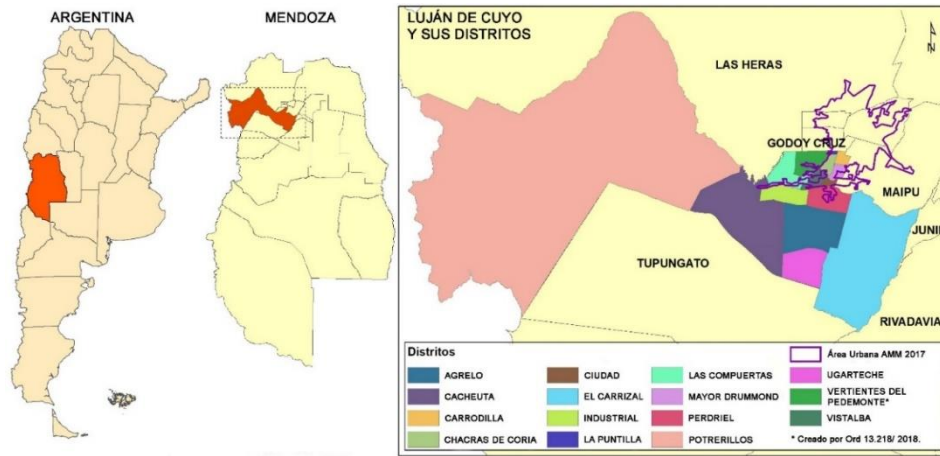 ARGENTINA
MENDOZA
LUJÁN DE CUYO
Y SUS DISTRITOS
LAS HERAS
GODOY CRUZ
MAIPU
JUNIN
TUPUNGATO
RIVADAVIA
Distritos
AGRELO
CACHEUTA
CARRODILLA
CHACRAS DE CORIA
CIUDAD
EL CARRIZAL
INDUSTRIAL
LA PUNTILLA
LAS COMPUERTAS
MAYOR DRUMMOND
PERDRIEL
POTRERILLOS
Área Urbana AMM 2017
UGARTECHE
VERTIENTES DEL
PEDEMONTE*
VISTALBA
* Creado por Ord 13.218/ 2018.